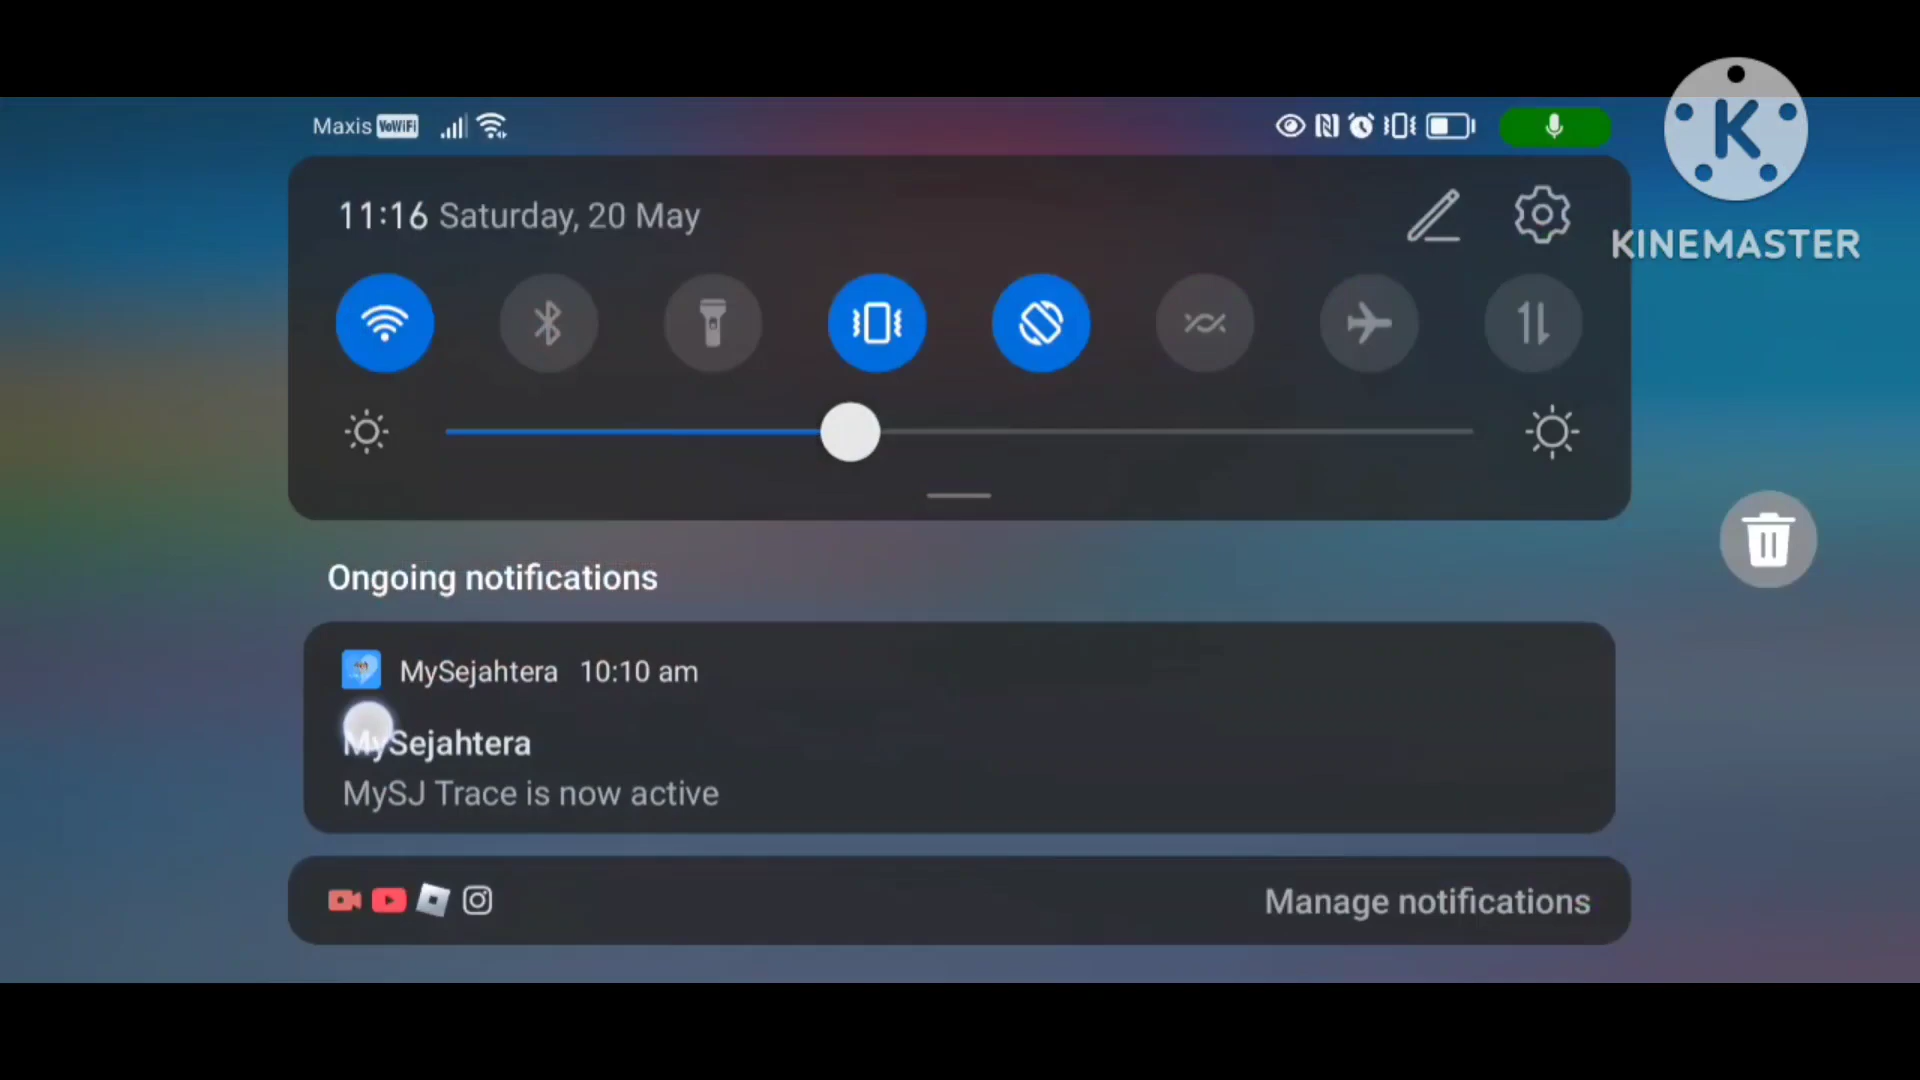 Maxis VoWiFi
K
KINEMASTER
11:16 Saturday, 20 May
Ongoing notifications
MySejahtera 10:10 am
MySejahtera
MySJ Trace is now active
Manage notifications